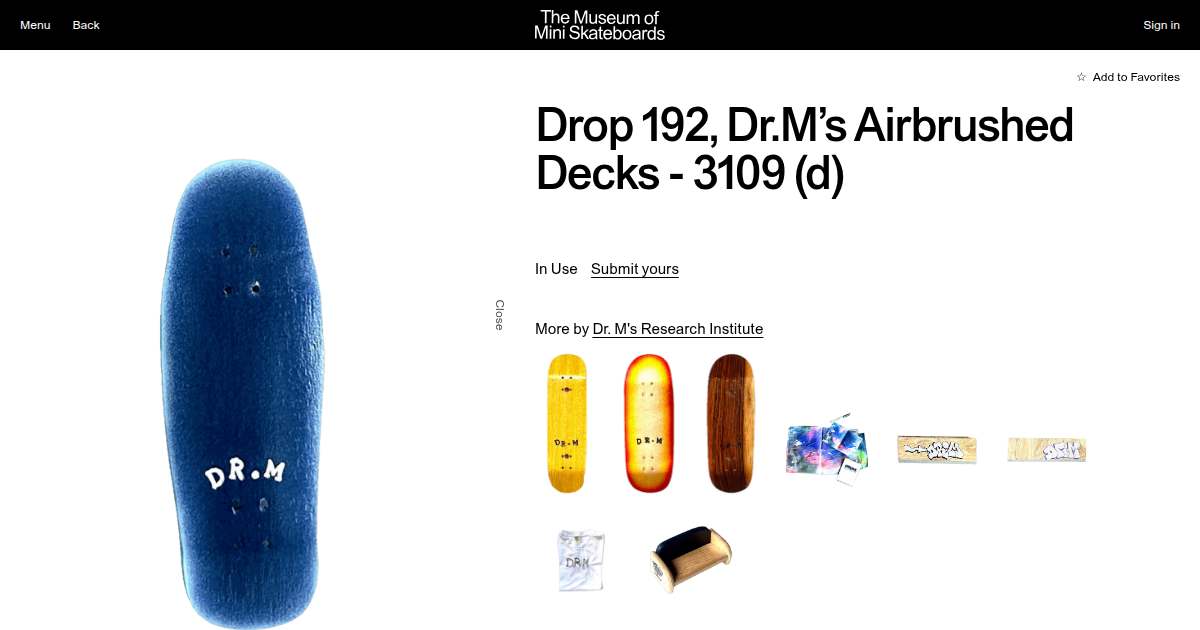 Menu
Back
The Museum of
Mini Skateboards
Sign in
☆ Add to Favorites
Drop 192, Dr.M’s Airbrushed
Decks - 3109 (d)
In Use
Submit yours
Close
More by Dr. M's Research Institute
DR.M
DR.M
DR.M
DRM